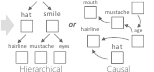 hat smile
hairline mustache eyes
Hierarchical
or
mouth
mustache
age
hairline
hat
Causal